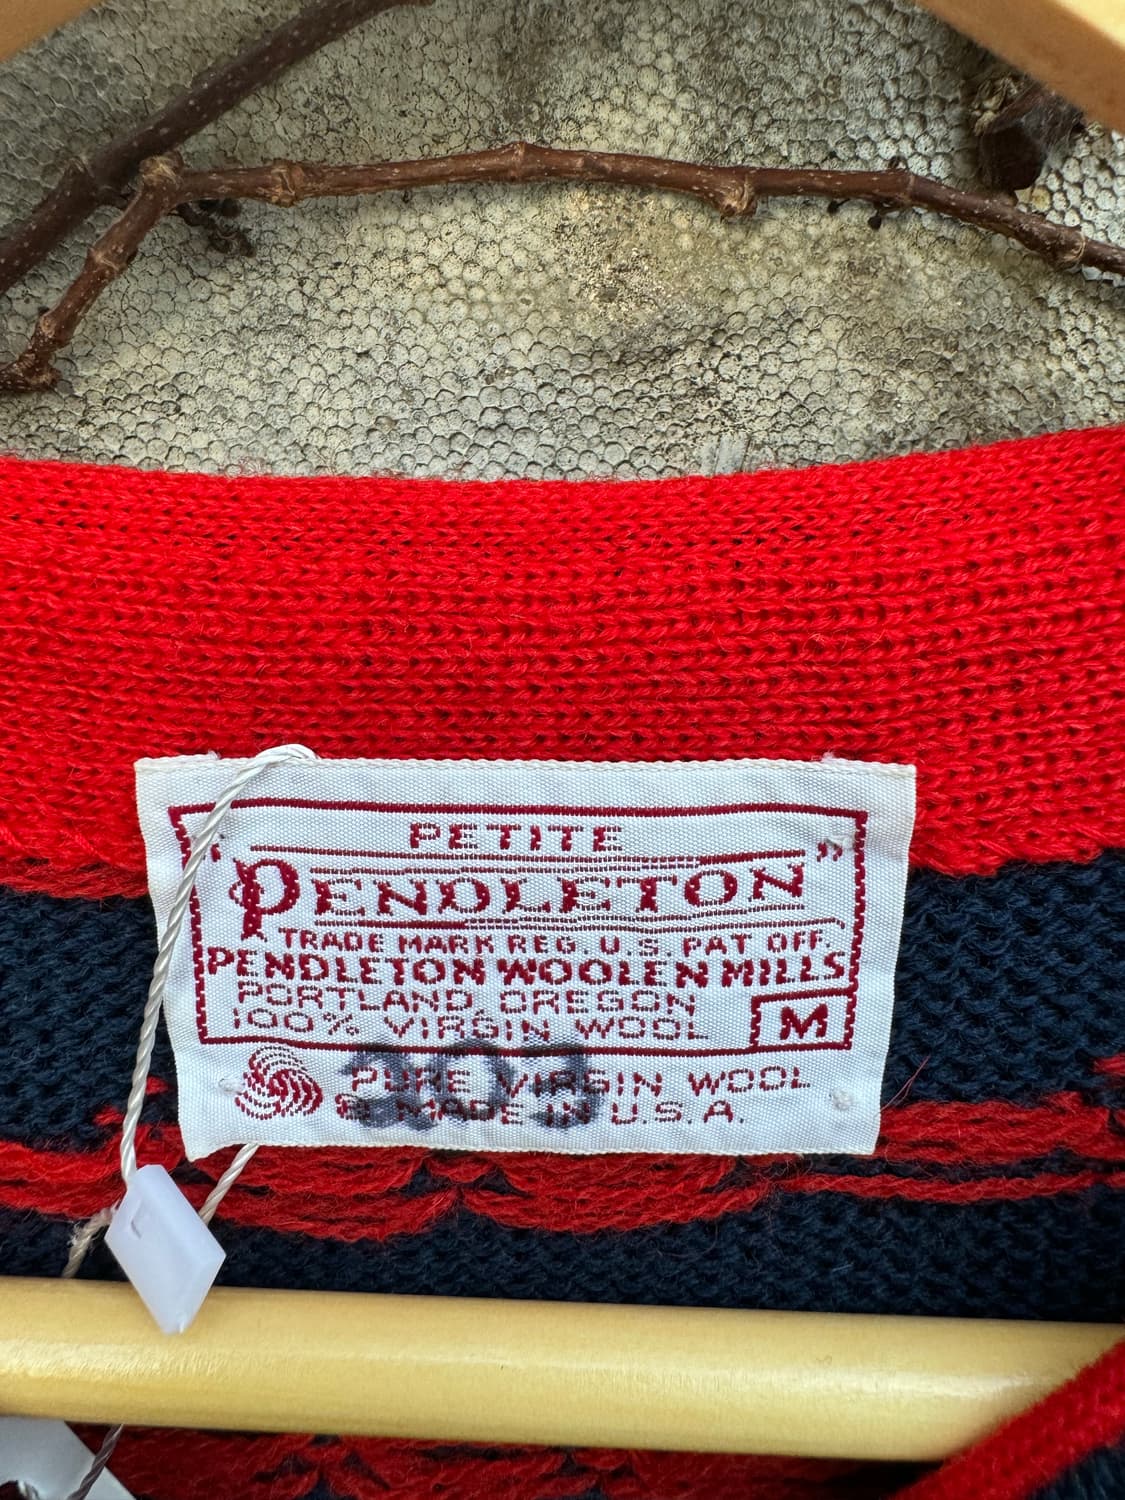 PETITE
"PENDLETON"
TRADE MARK REG. U.S. PAT OFF.
PENDLETON WOOLEN MILLS
PORTLAND, OREGON
100% VIRGIN WOOL
M
PURE VIRGIN WOOL
MADE IN U.S.A.